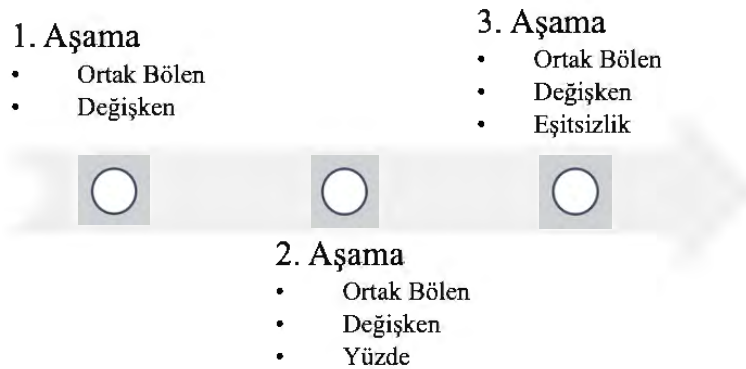 1. Aşama
• Ortak Bölen
• Değişken
3. Aşama
• Ortak Bölen
• Değişken
• Eşitsizlik
2. Aşama
• Ortak Bölen
• Değişken
• Yüzde